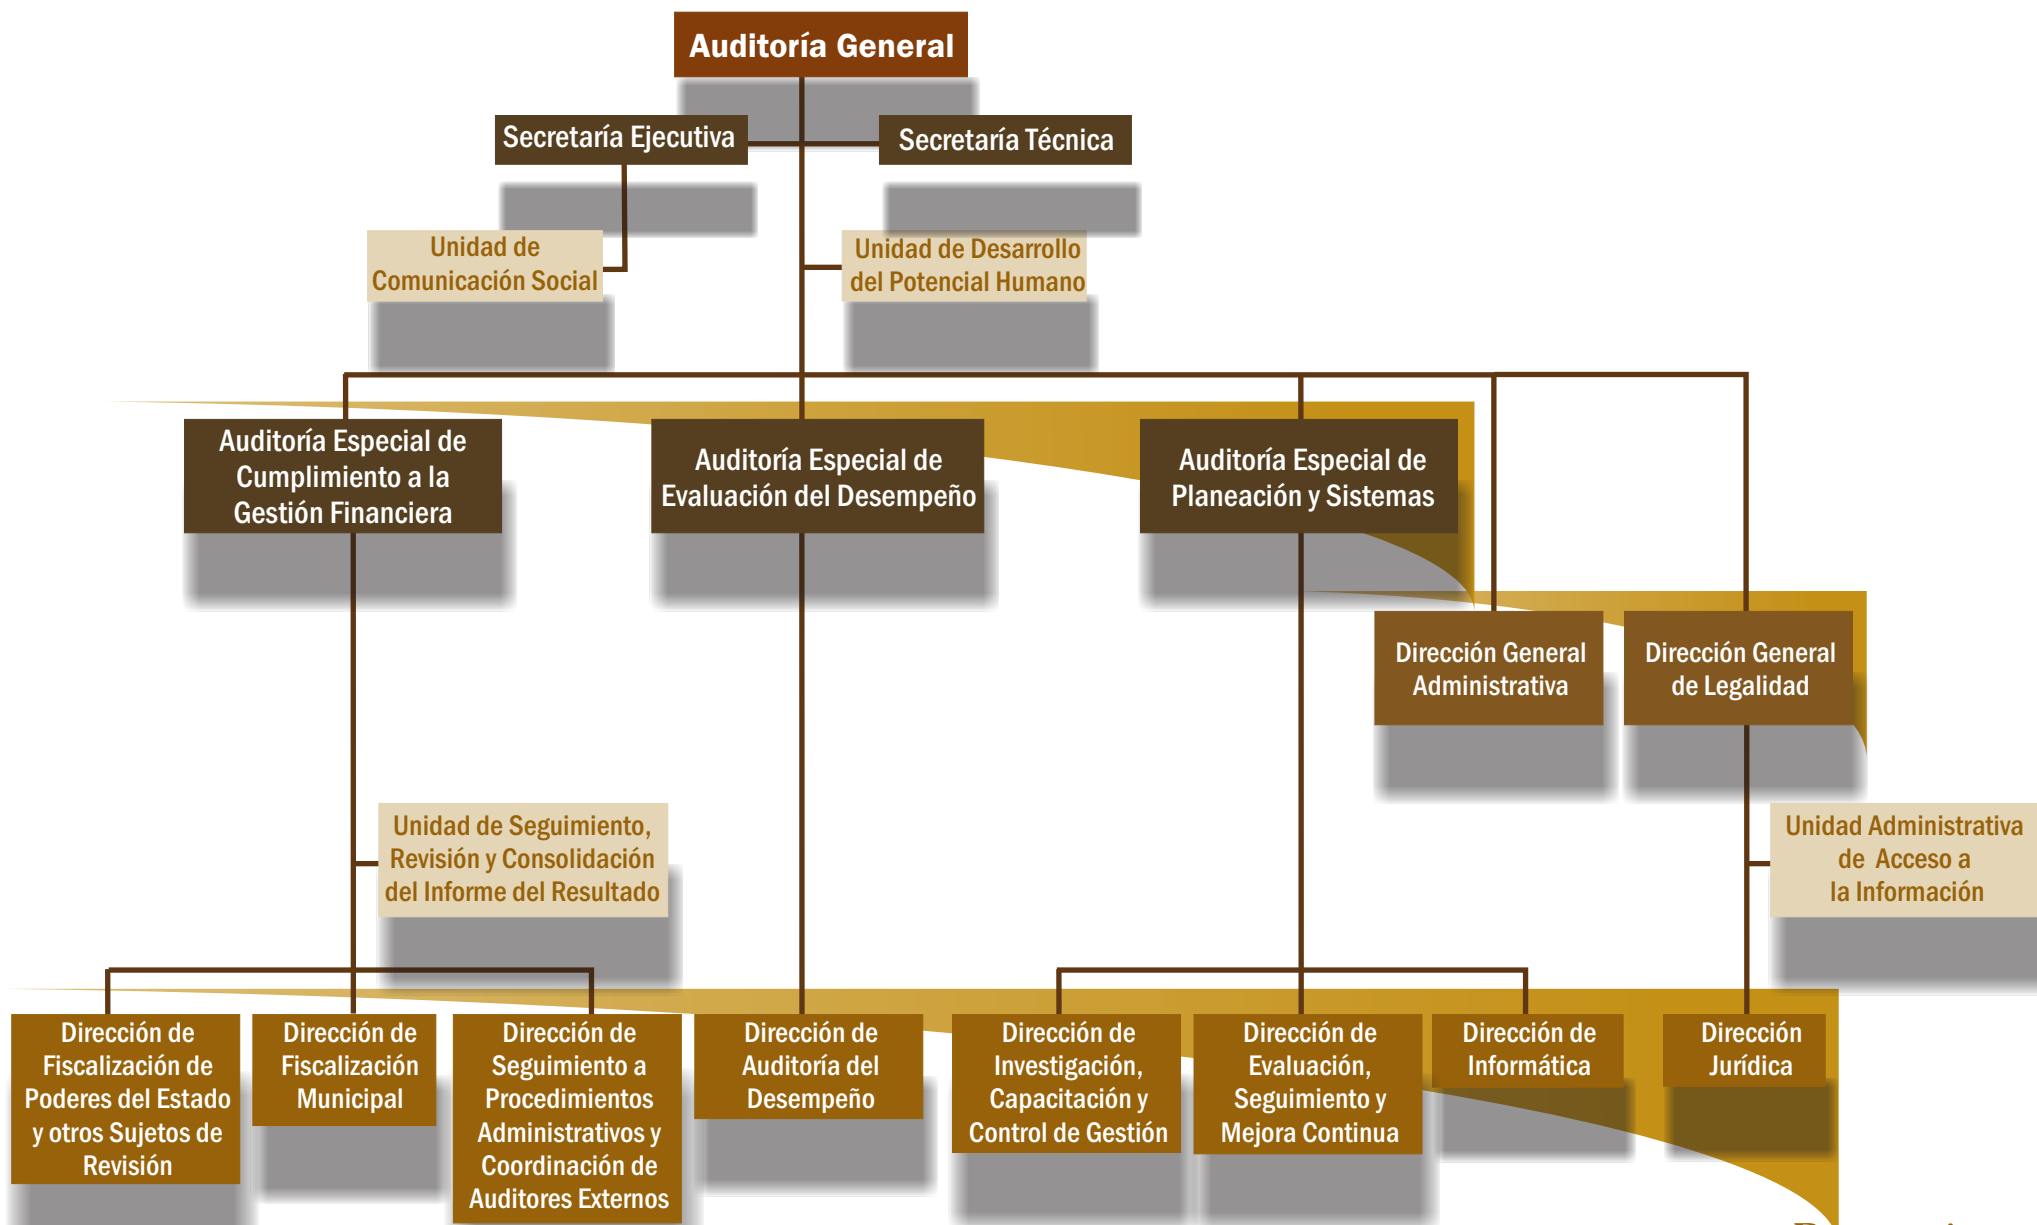 Auditoría General
Secretaría Ejecutiva
Secretaría Técnica
Unidad de
Comunicación Social
Unidad de Desarrollo
del Potencial Humano
Auditoría Especial de
Cumplimiento a la
Gestión Financiera
Auditoría Especial de
Evaluación del Desempeño
Auditoría Especial de
Planeación y Sistemas
Dirección General
Administrativa
Dirección General
de Legalidad
Unidad de Seguimiento,
Revisión y Consolidación
del Informe del Resultado
Unidad Administrativa
de Acceso a
la Información
Dirección de
Fiscalización de
Poderes del Estado
y otros Sujetos de
Revisión
Dirección de
Fiscalización
Municipal
Dirección de
Seguimiento a
Procedimientos
Administrativos y
Coordinación de
Auditores Externos
Dirección de
Auditoría del
Desempeño
Dirección de
Investigación,
Capacitación y
Control de Gestión
Dirección de
Evaluación,
Seguimiento y
Mejora Continua
Dirección de
Informática
Dirección
Jurídica